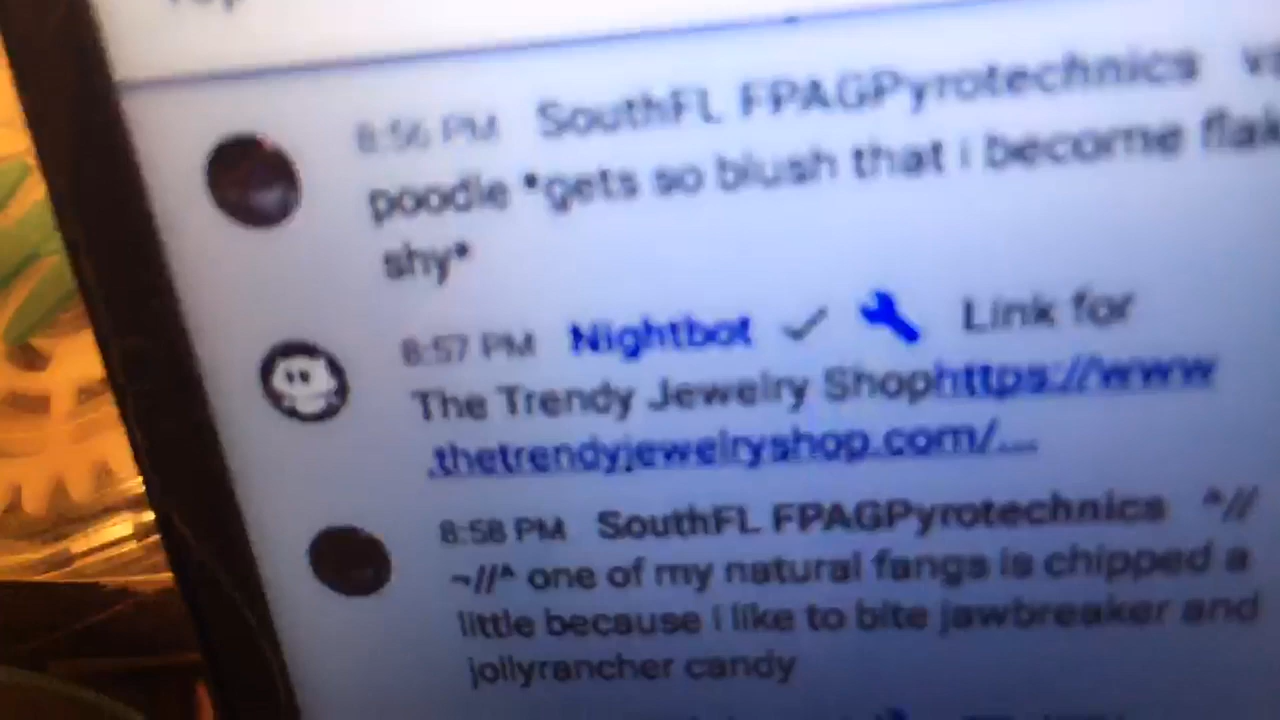 8:56 PM SouthFL FPAGPyrotechnics
poodle *gets so blush that i become
shy*
8:57 PM Nightbot Link for
The Trendy Jewelry Shophttps://www
.thetrendyjewelryshop.com/....
8:58 PM SouthFL FPAGPyrotechnics ^//
~//^ one of my natural fangs is chipped a
little because i like to bite jawbreaker and
jollyrancher candy